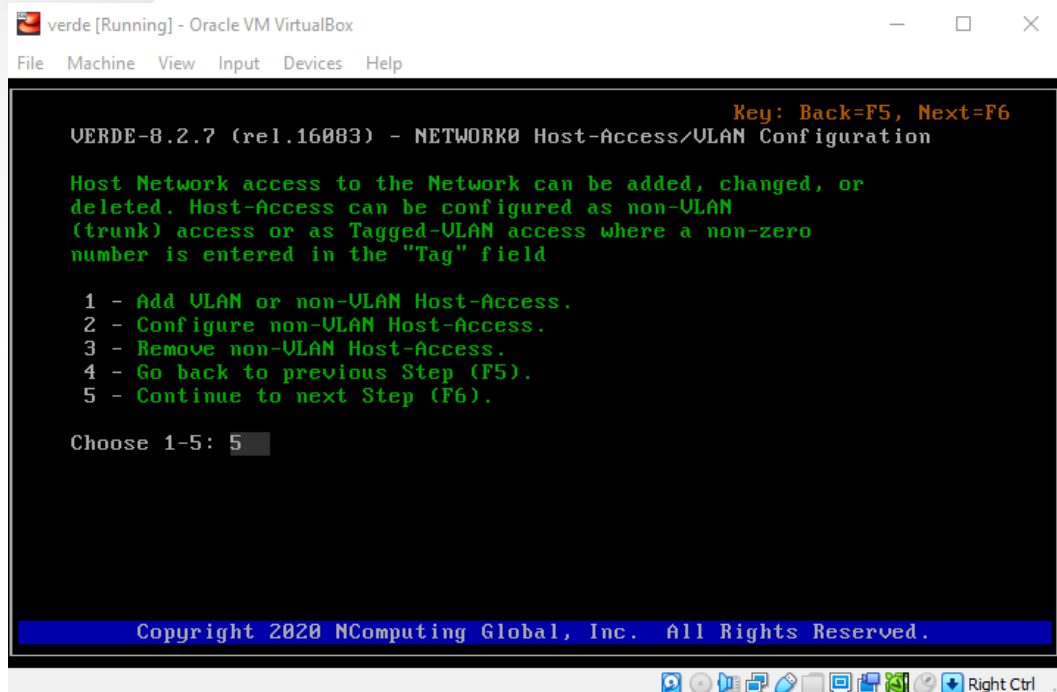 verde [Running] - Oracle VM VirtualBox
File Machine View Input Devices Help
Key: Back=F5, Next=F6
VERDE-8.2.7 (rel.16083) - NETWORK0 Host-Access/VLAN Configuration
Host Network access to the Network can be added, changed, or
deleted. Host-Access can be configured as non-VLAN
(trunk) access or as Tagged-VLAN access where a non-zero
number is entered in the "Tag" field
1 - Add VLAN or non-VLAN Host-Access.
2 - Configure non-VLAN Host-Access.
3 - Remove non-VLAN Host-Access.
4 - Go back to previous Step (F5).
5 - Continue to next Step (F6).
Choose 1-5: 5
Copyright 2020 NComputing Global, Inc. All Rights Reserved.
Right Ctrl